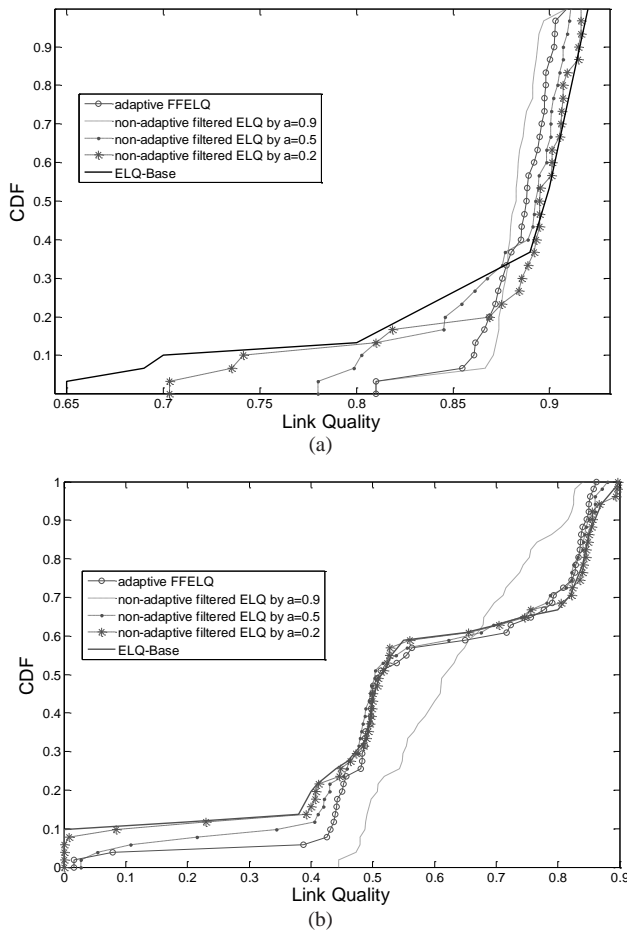 0.9
0.8
0.7
0.6
0.5
0.4
0.3
0.2
0.1
CDF
adaptive FFELQ
non-adaptive filtered ELQ by a=0.9
non-adaptive filtered ELQ by a=0.5
non-adaptive filtered ELQ by a=0.2
ELQ-Base
0.65 0.7 0.75 0.8 0.85 0.9
Link Quality
(a)
1
0.9
0.8
0.7
0.6
0.5
0.4
0.3
0.2
0.1
0
CDF
adaptive FFELQ
non-adaptive filtered ELQ by a=0.9
non-adaptive filtered ELQ by a=0.5
non-adaptive filtered ELQ by a=0.2
ELQ-Base
0 0.1 0.2 0.3 0.4 0.5 0.6 0.7 0.8 0.9
Link Quality
(b)